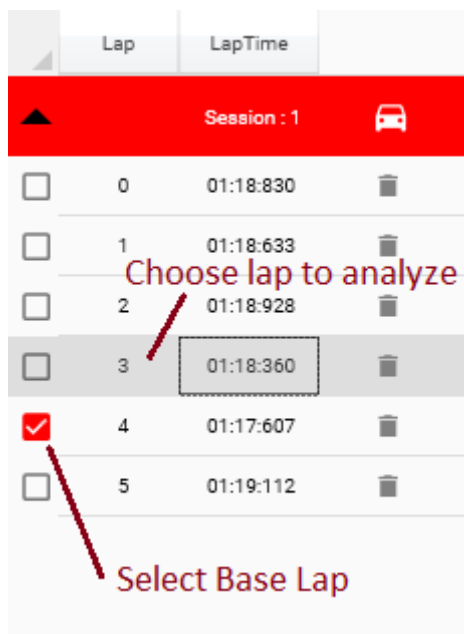 Lap LapTime
Session : 1
0 01:18:830
1 01:18:633
Choose lap to analyze
2 01:18:928
3 01:18:360
4 01:17:607
5 01:19:112
Select Base Lap